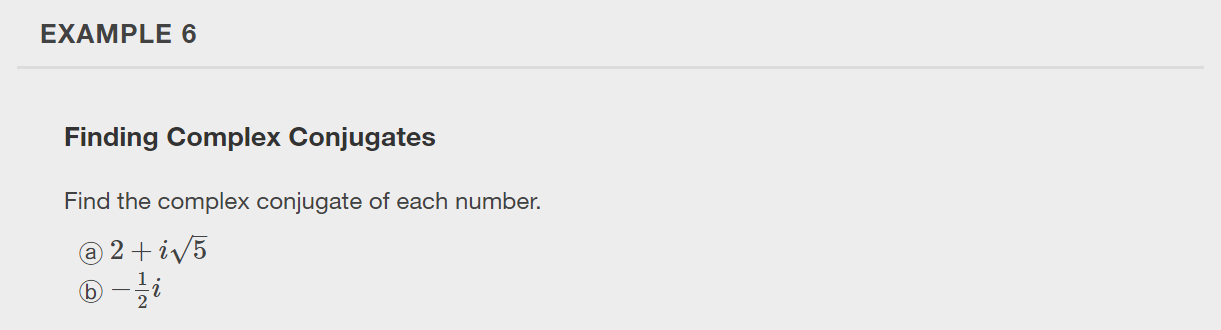 EXAMPLE 6
Finding Complex Conjugates
Find the complex conjugate of each number.
ⓐ 2 + i√5
ⓑ −½i